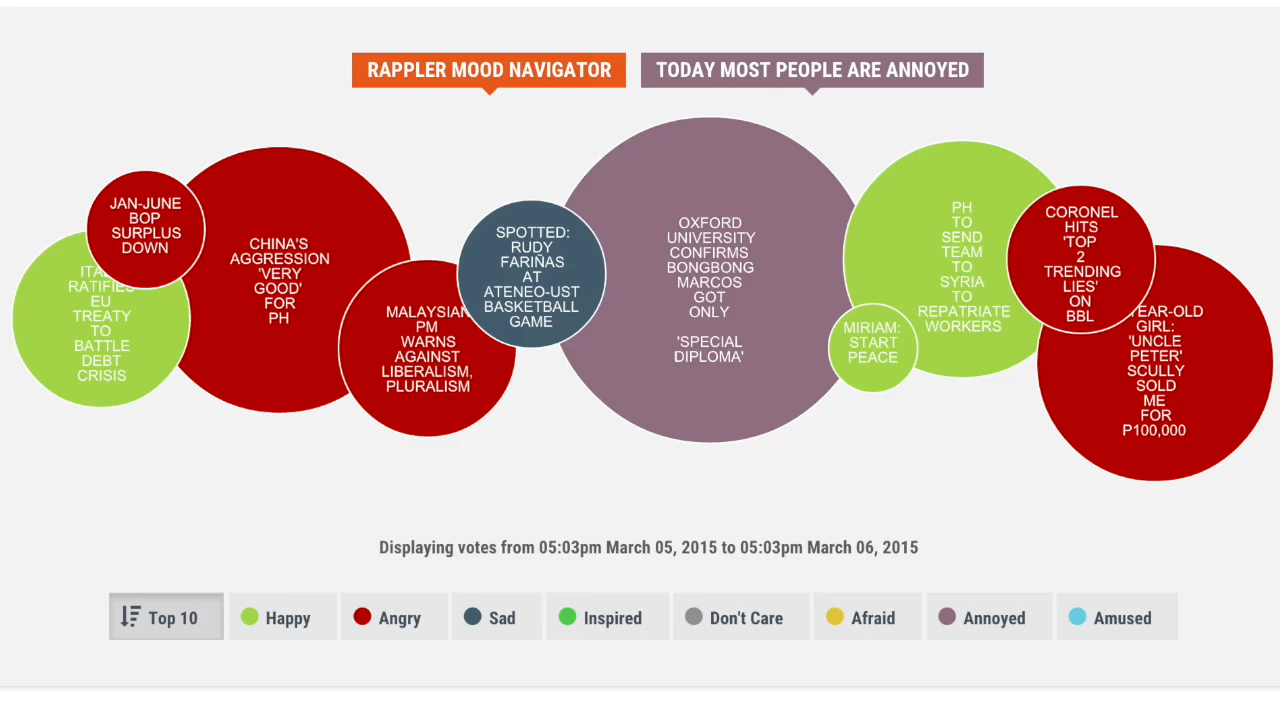 RAPPLER MOOD NAVIGATOR
TODAY MOST PEOPLE ARE ANNOYED
JAN-JUNE
BOP
SURPLUS
DOWN
RATIFIES
EU
TREATY
TO
BATTLE
DEBT
CRISIS
CHINA'S
AGGRESSION
'VERY
GOOD'
FOR
PH
MALAYSIAN
PM
WARNS
AGAINST
LIBERALISM,
PLURALISM
SPOTTED:
RUDY
FARIÑAS
AT
ATENEO-UST
BASKETBALL
GAME
OXFORD
UNIVERSITY
CONFIRMS
BONGBONG
MARCOS
GOT
ONLY
'SPECIAL
DIPLOMA'
PH
TO
SEND
TEAM
TO
SYRIA
TO
REPATRIATE
WORKERS
MIRIAM:
START
PEACE
CORONEL
HITS
'TOP
2
TRENDING
LIES'
ON
BBL
YEAR-OLD
GIRL:
'UNCLE
PETER'
SCULLY
SOLD
ME
FOR
P100,000
Displaying votes from 05:03pm March 05, 2015 to 05:03pm March 06, 2015
Top 10 Happy Angry Sad Inspired Don't Care Afraid Annoyed Amused